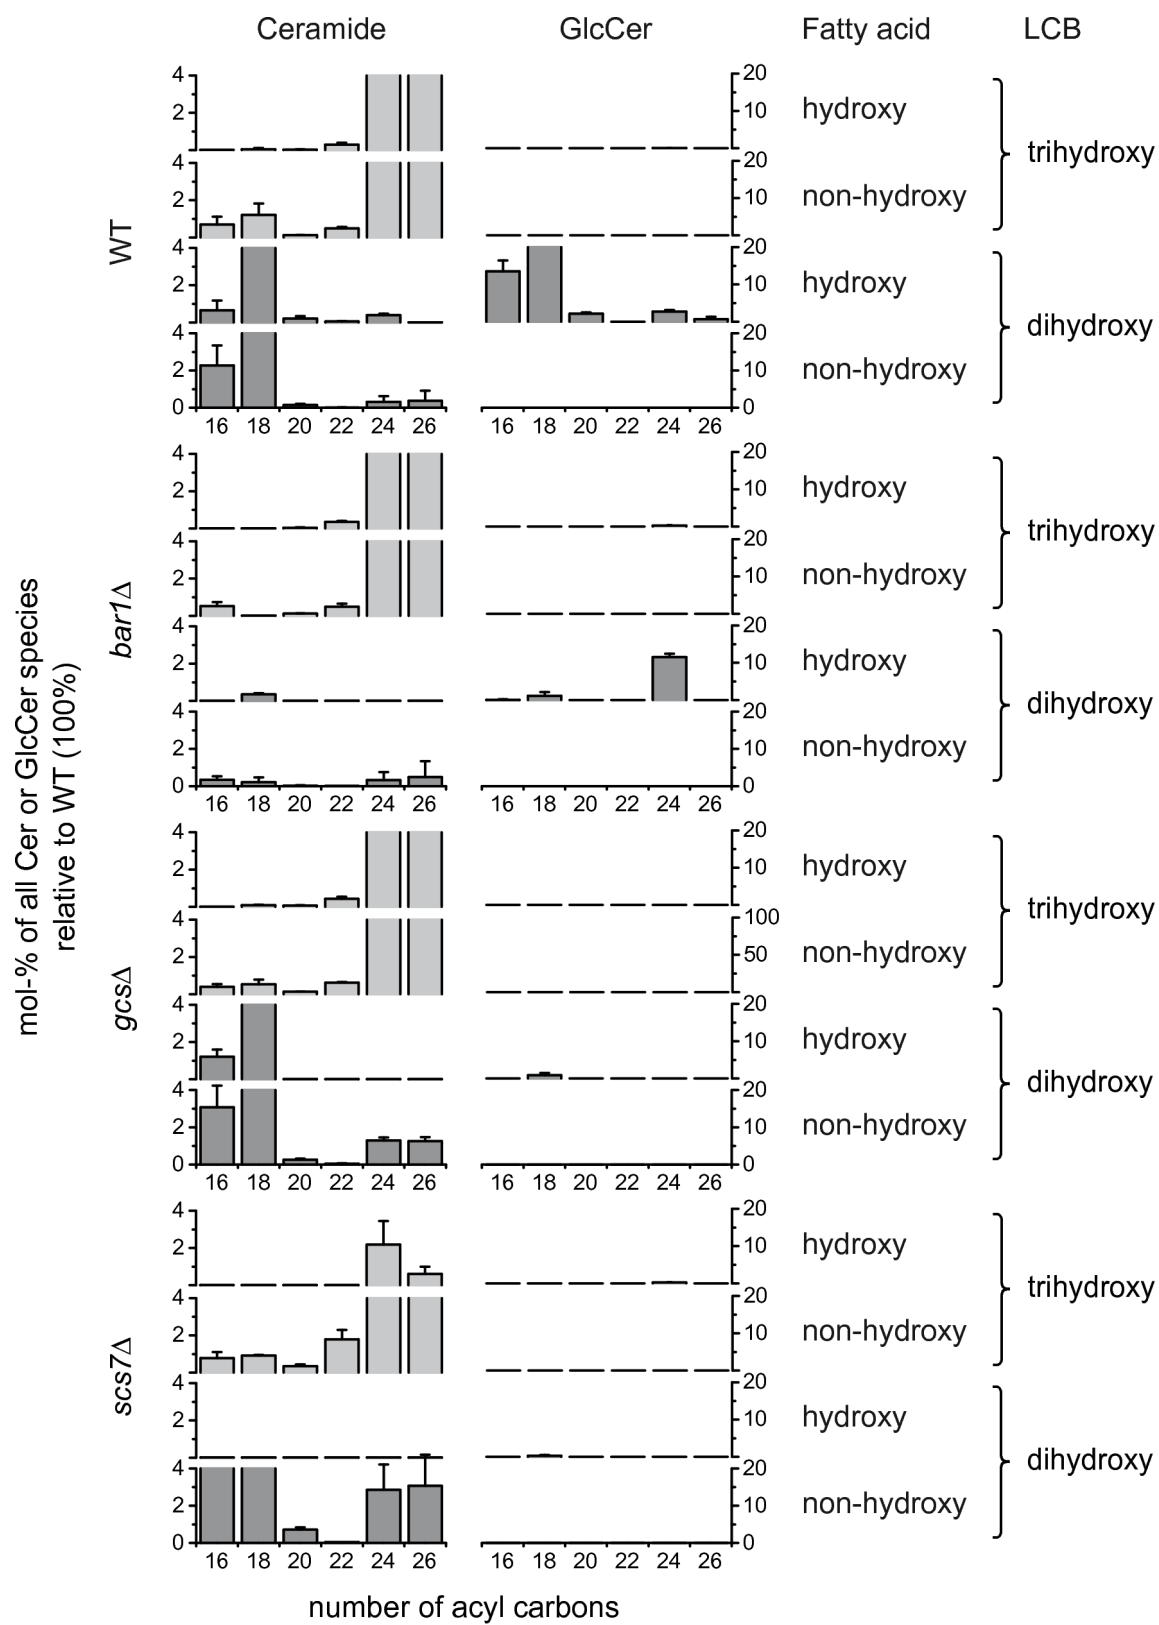 Ceramide GlcCer Fatty acid LCB
4 20
2 10 hydroxy
trihydroxy
4 20
2 10 non-hydroxy
WT
4 20
2 10 hydroxy
dihydroxy
4 20
2 10 non-hydroxy
0 0
16 18 20 22 24 26 16 18 20 22 24 26
4 20
2 10 hydroxy
trihydroxy
4 20
2 10 non-hydroxy
bar1Δ
4 20
2 10 hydroxy
dihydroxy
4 20
2 10 non-hydroxy
0 0
16 18 20 22 24 26 16 18 20 22 24 26
mol-% of all Cer or GlcCer species
relative to WT (100%)
4 20
2 10 hydroxy
trihydroxy
4 100
2 50 non-hydroxy
gcsΔ
4 20
2 10 hydroxy
dihydroxy
4 20
2 10 non-hydroxy
0 0
16 18 20 22 24 26 16 18 20 22 24 26
4 20
2 10 hydroxy
trihydroxy
4 20
2 10 non-hydroxy
scs7Δ
4 20
2 10 hydroxy
dihydroxy
4 20
2 10 non-hydroxy
0 0
16 18 20 22 24 26 16 18 20 22 24 26
number of acyl carbons